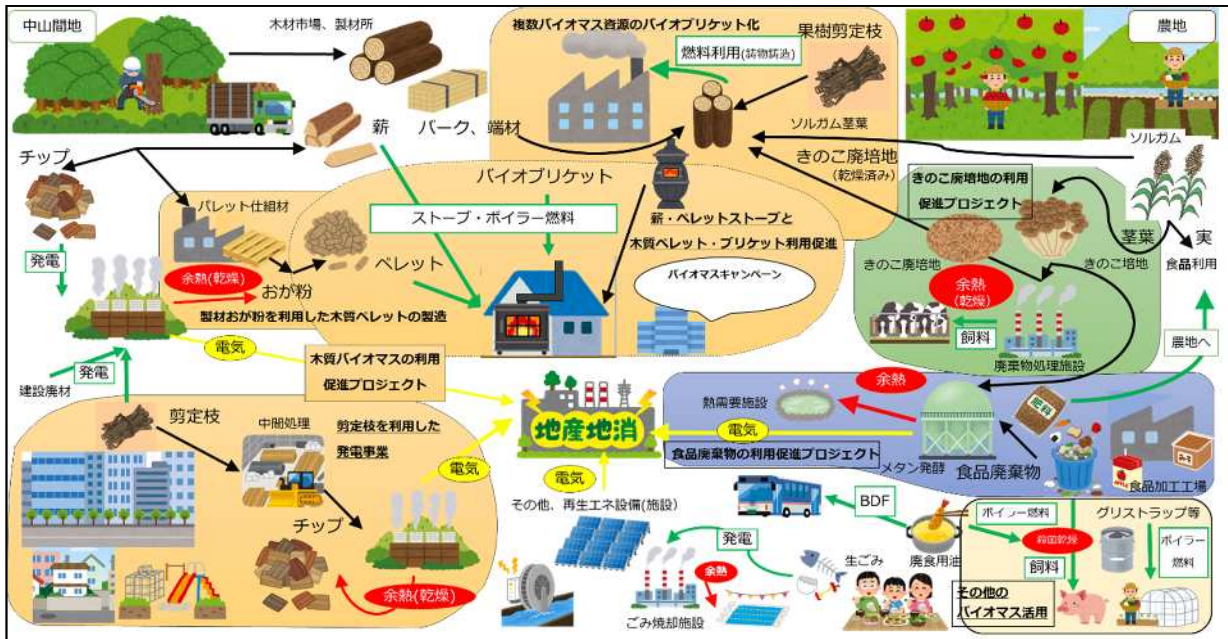 中山間地
木材市場、製材所
複数バイオマス資源のバイオブリケット化
燃料利用(鋳物鋳造)
果樹剪定枝
農地
薪
バーク、端材
ソルガム茎葉
きのこ廃培地
(乾燥済み)
ソルガム
チップ
バイオブリケット
きのこ廃培地の利用
促進プロジェクト
パレット仕組材
ストーブ・ボイラー燃料
薪・ペレットストーブと
木質ペレット・ブリケット利用促進
茎葉
実
発電
食品利用
余熱(乾燥)
ペレット
バイオマスキャンペーン
きのこ廃培地
きのこ培地
おが粉
余熱
(乾燥)
製材おが粉を利用した木質ペレットの製造
飼料
電気
農地へ
廃棄物処理施設
木質バイオマスの利用
促進プロジェクト
建設廃材
発電
余熱
熱需要施設
肥料
剪定枝
中間処理
剪定枝を利用した
発電事業
地産地消
電気
メタン発酵
食品廃棄物
食品廃棄物の利用促進プロジェクト
みそ
APPLE
食品加工工場
電気
電気
その他、再生エネ設備(施設)
BDF
ボイラー燃料
グリストラップ等
チップ
発電
生ごみ
廃食用油
殺菌乾燥
ボイラー
燃料
飼料
余熱
余熱(乾燥)
その他の
バイオマス活用
ごみ焼却施設